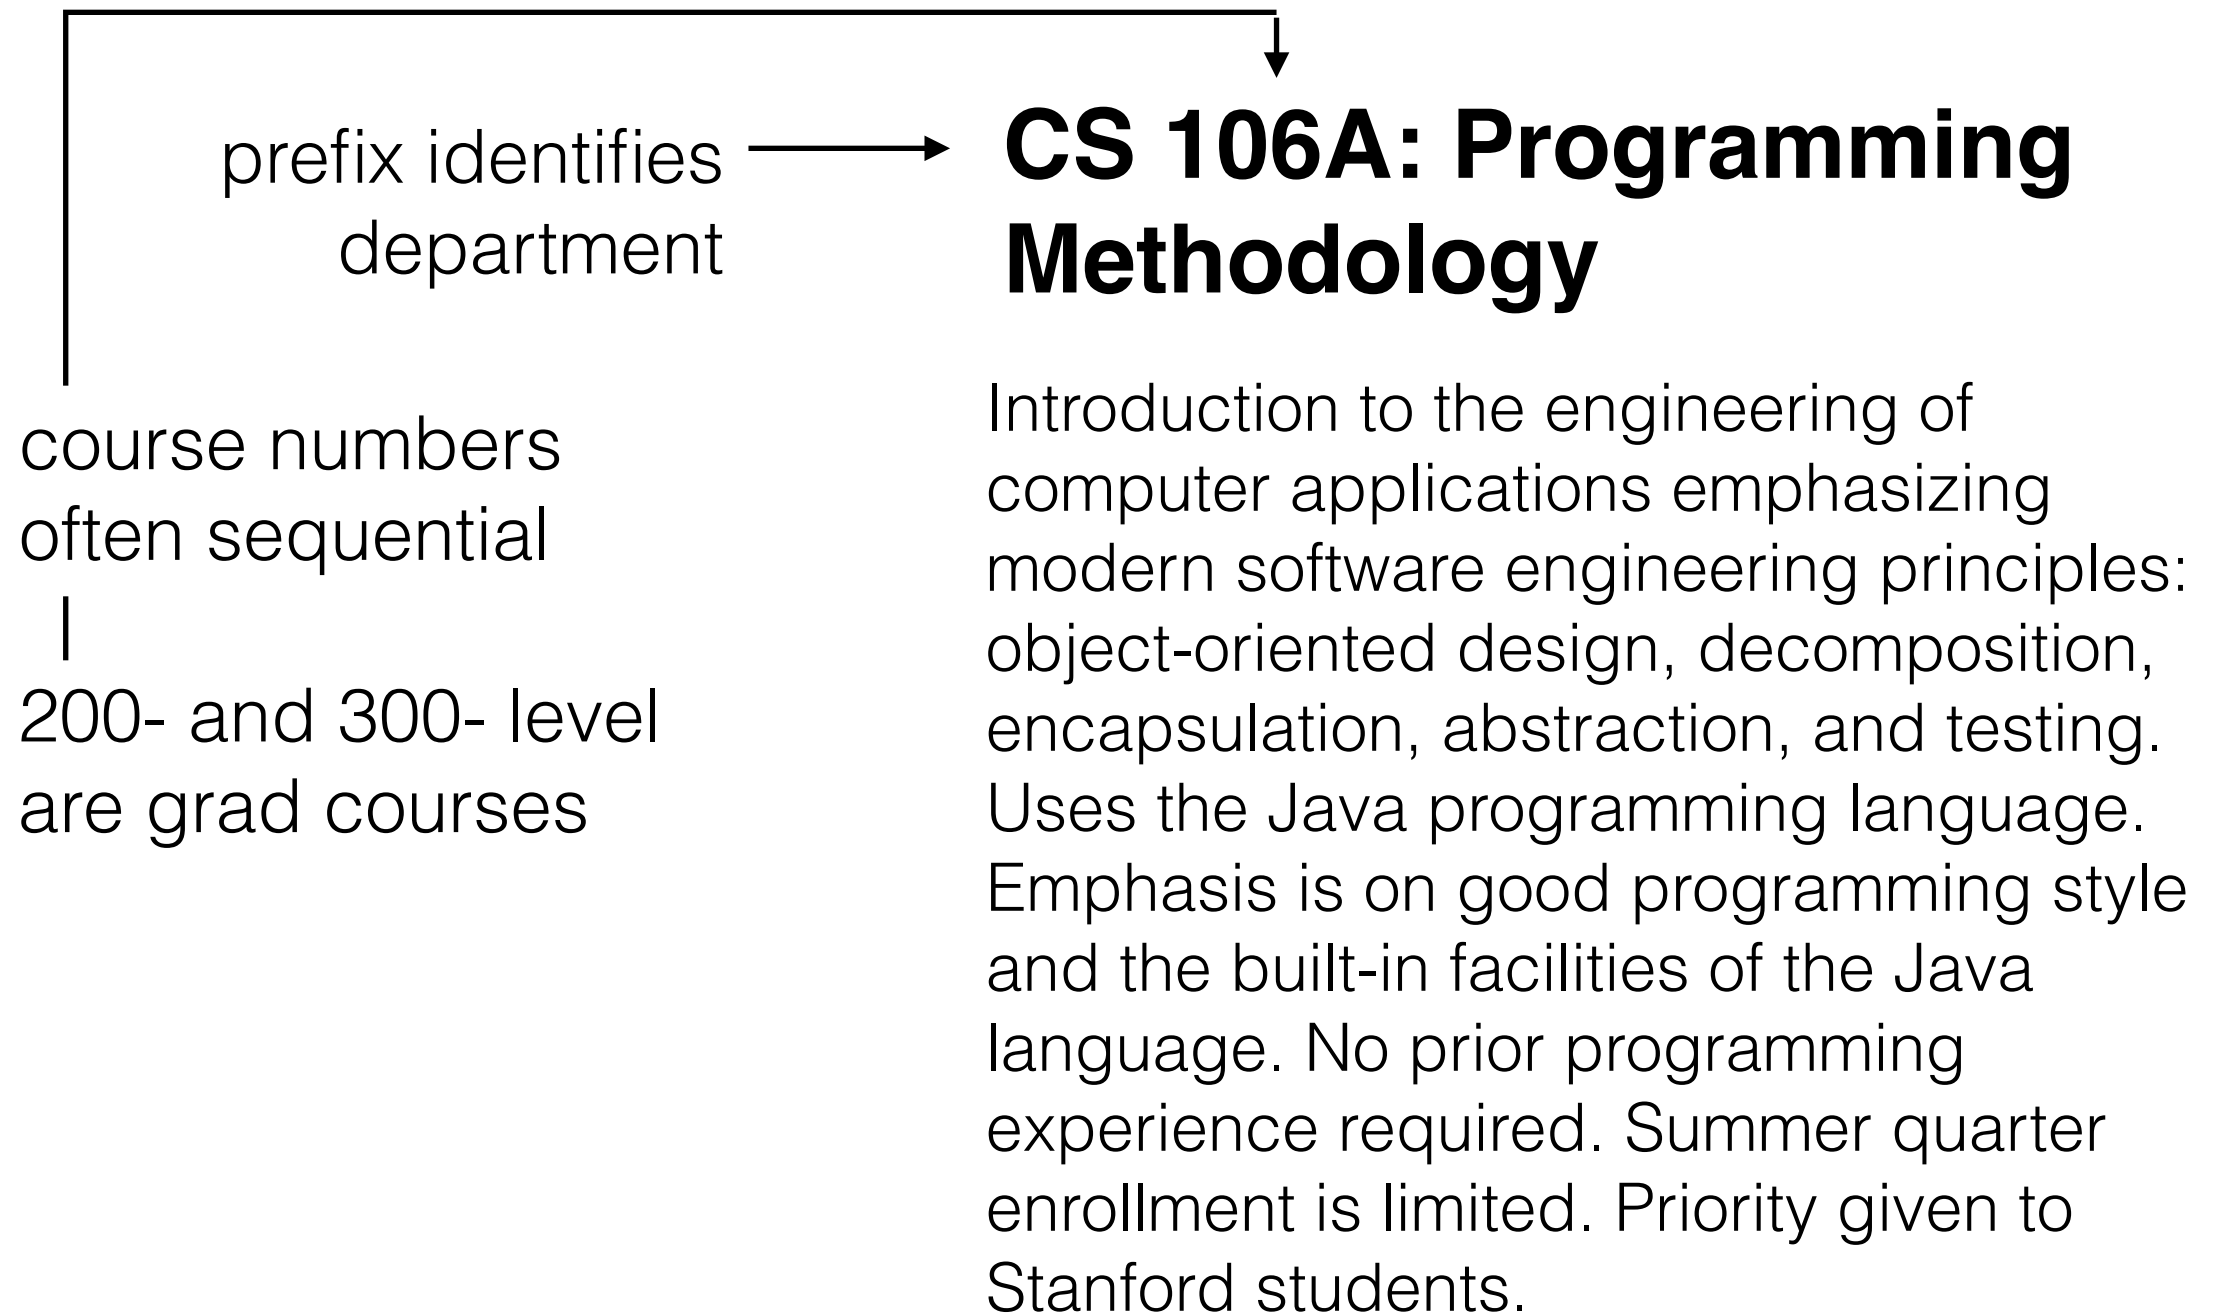 prefix identifies
department
CS 106A: Programming
Methodology
course numbers
often sequential
200- and 300- level
are grad courses
Introduction to the engineering of
computer applications emphasizing
modern software engineering principles:
object-oriented design, decomposition,
encapsulation, abstraction, and testing.
Uses the Java programming language.
Emphasis is on good programming style
and the built-in facilities of the Java
language. No prior programming
experience required. Summer quarter
enrollment is limited. Priority given to
Stanford students.